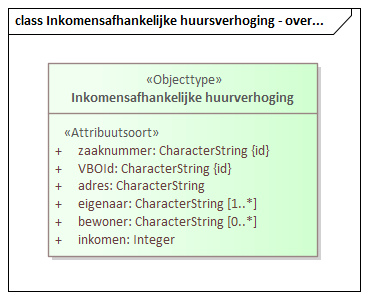 class Inkomensafhankelijke huursverhoging - over...
«Objecttype»
Inkomensafhankelijke huurverhoging
«Attribuutsoort»
+ zaaknummer: CharacterString {id}
+ VBOId: CharacterString {id}
+ adres: CharacterString
+ eigenaar: CharacterString [1..*]
+ bewoner: CharacterString [0..*]
+ inkomen: Integer